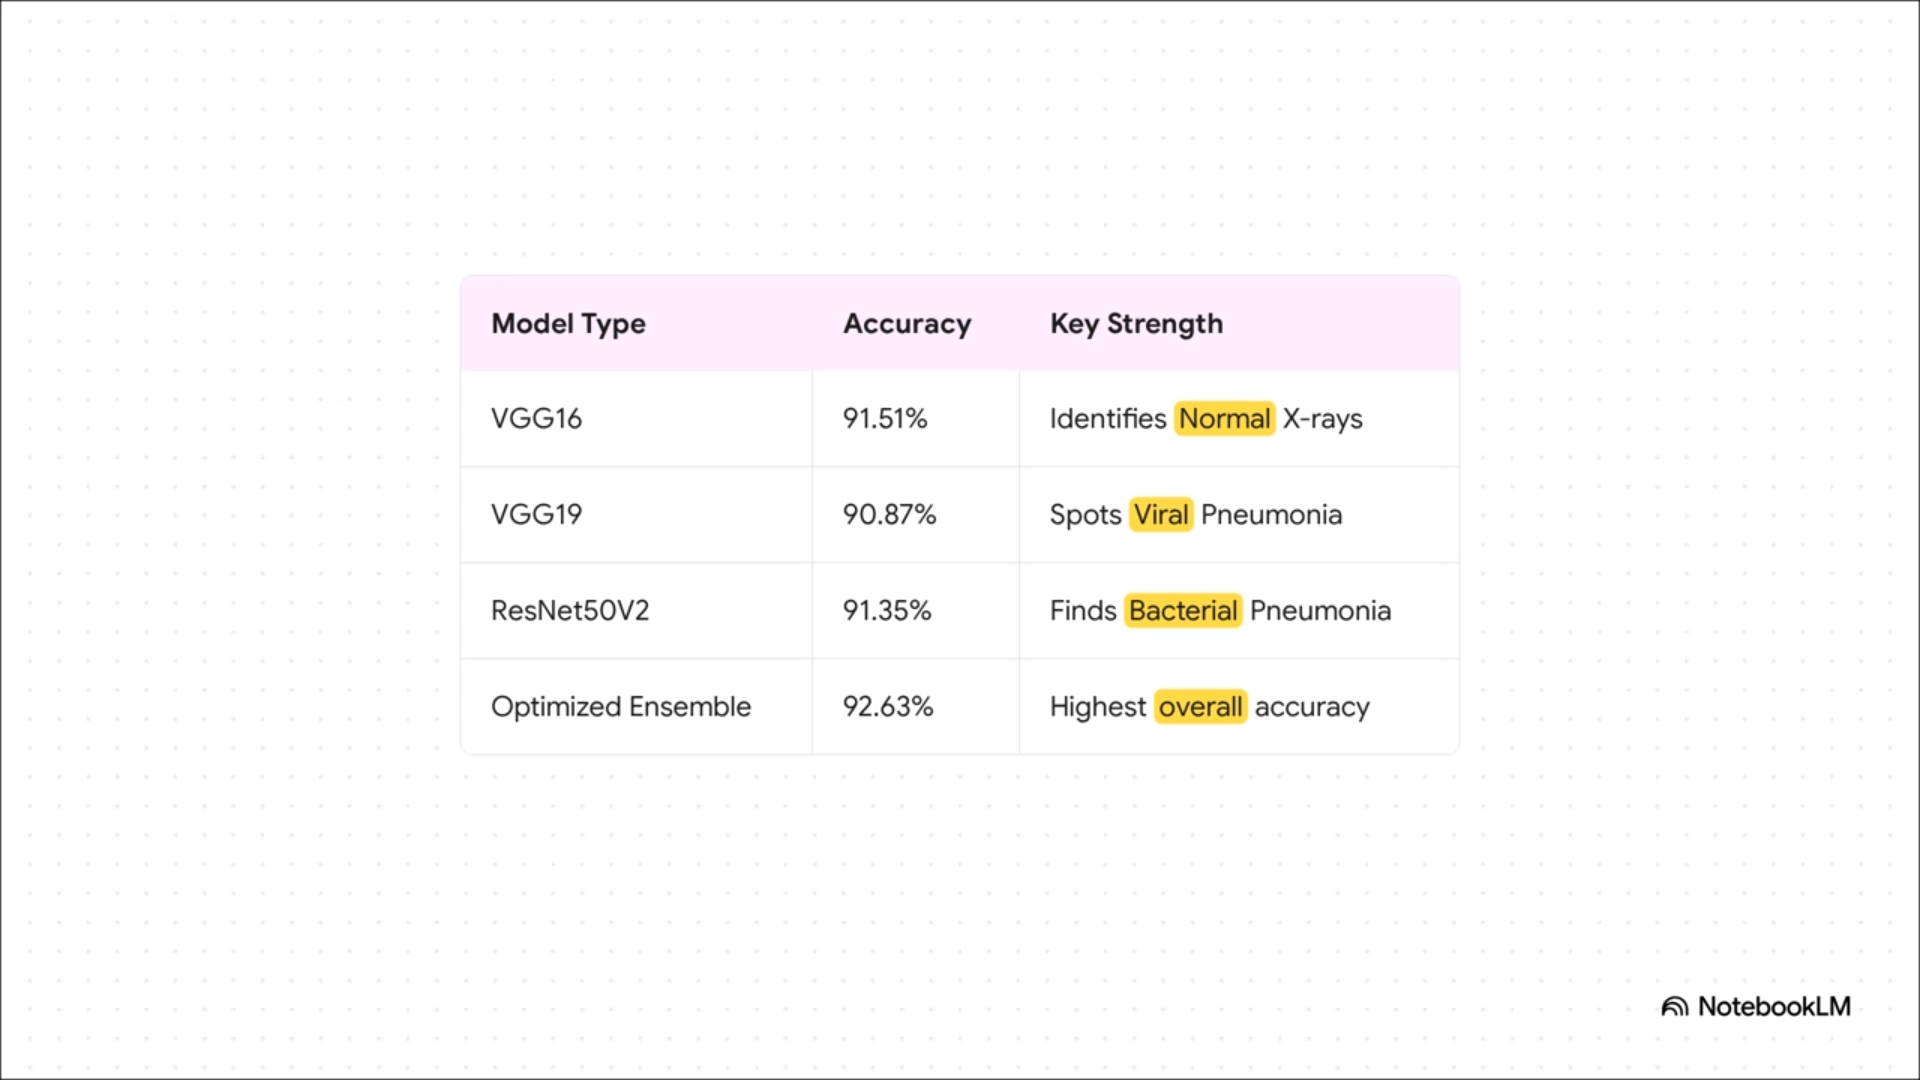 Model Type Accuracy Key Strength
VGG16 91.51% Identifies Normal X-rays
VGG19 90.87% Spots Viral Pneumonia
ResNet50V2 91.35% Finds Bacterial Pneumonia
Optimized Ensemble 92.63% Highest overall accuracy
NotebookLM